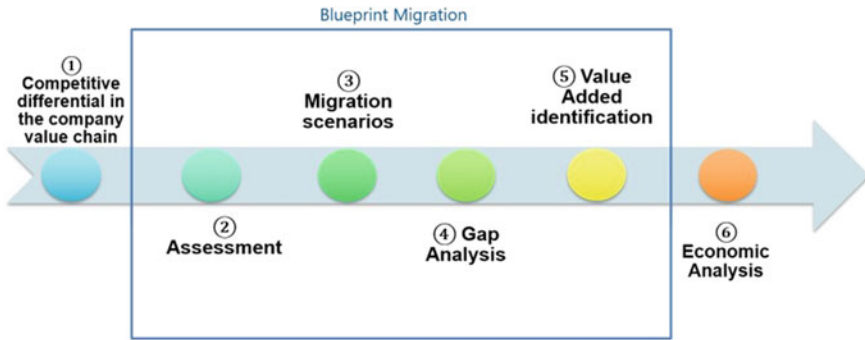 Blueprint Migration
①
Competitive
differential in
the company
value chain
②
Assessment
③
Migration
scenarios
④ Gap
Analysis
⑤ Value
Added
identification
⑥
Economic
Analysis